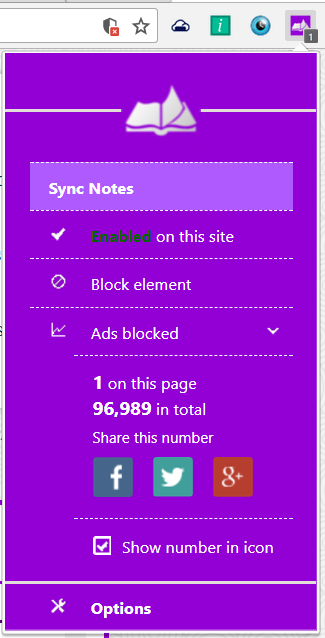 i
1
Sync Notes
Enabled on this site
Block element
Ads blocked
1 on this page
96,989 in total
Share this number
f
g+
Show number in icon
Options